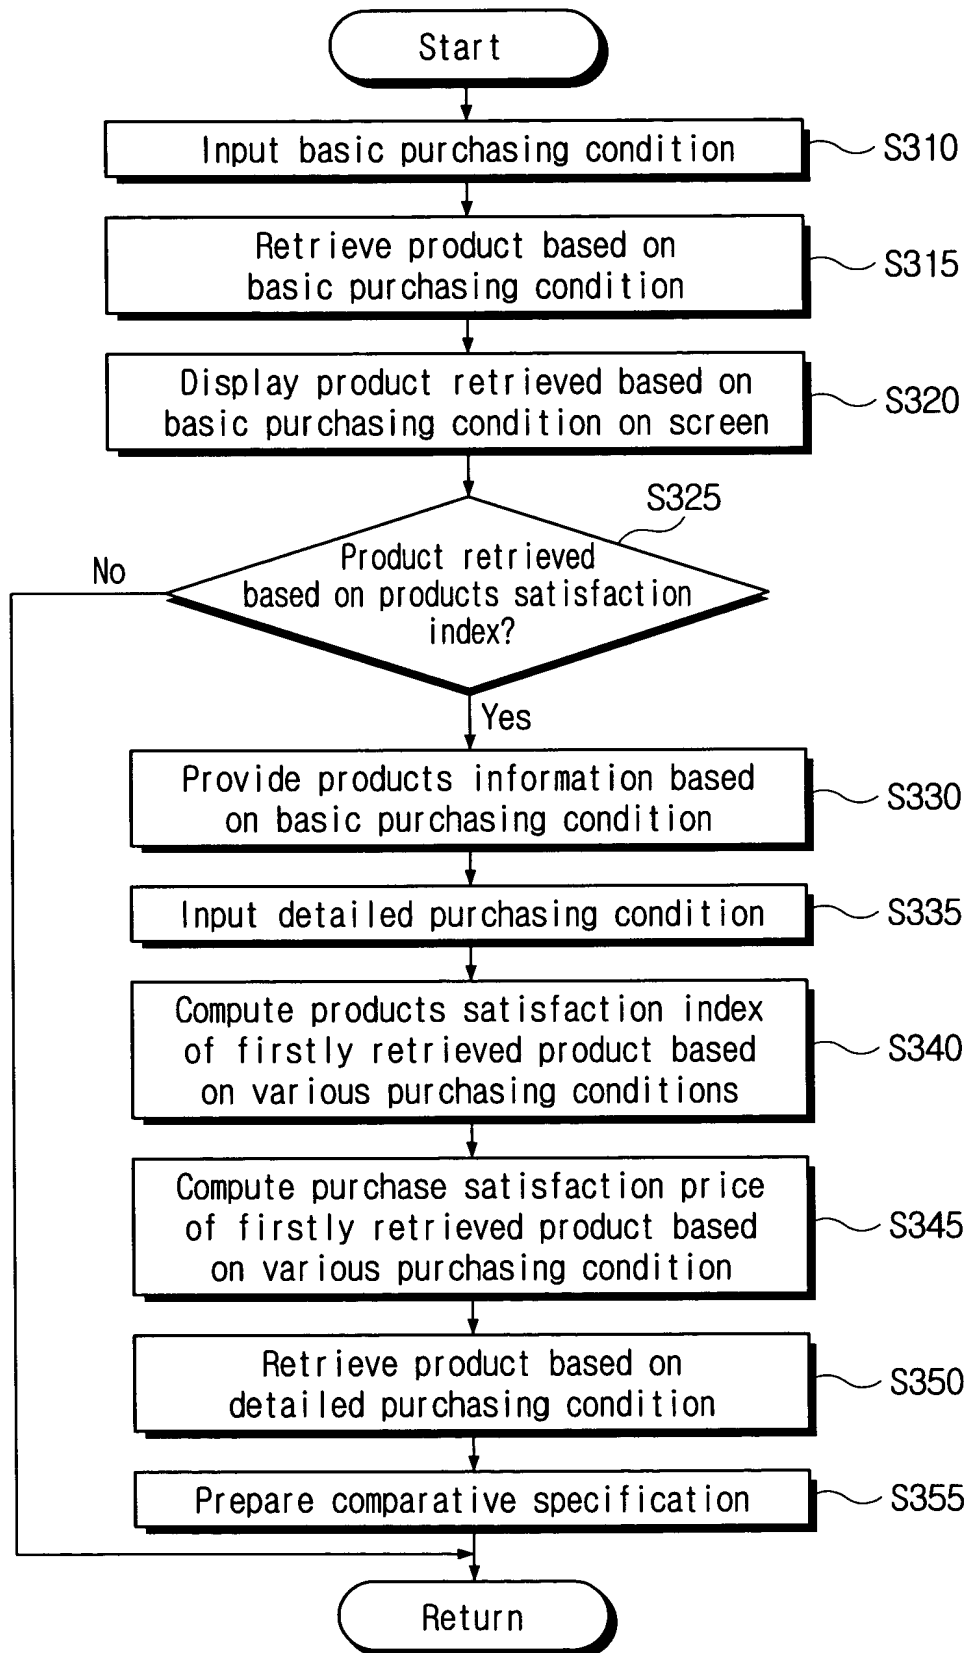 Start
Input basic purchasing condition
S310
Retrieve product based on
basic purchasing condition
S315
Display product retrieved based on
basic purchasing condition on screen
S320
S325
Product retrieved
based on products satisfaction
index?
No
Yes
Provide products information based
on basic purchasing condition
S330
Input detailed purchasing condition
S335
Compute products satisfaction index
of firstly retrieved product based
on various purchasing conditions
S340
Compute purchase satisfaction price
of firstly retrieved product based
on various purchasing condition
S345
Retrieve product based on
detailed purchasing condition
S350
Prepare comparative specification
S355
Return